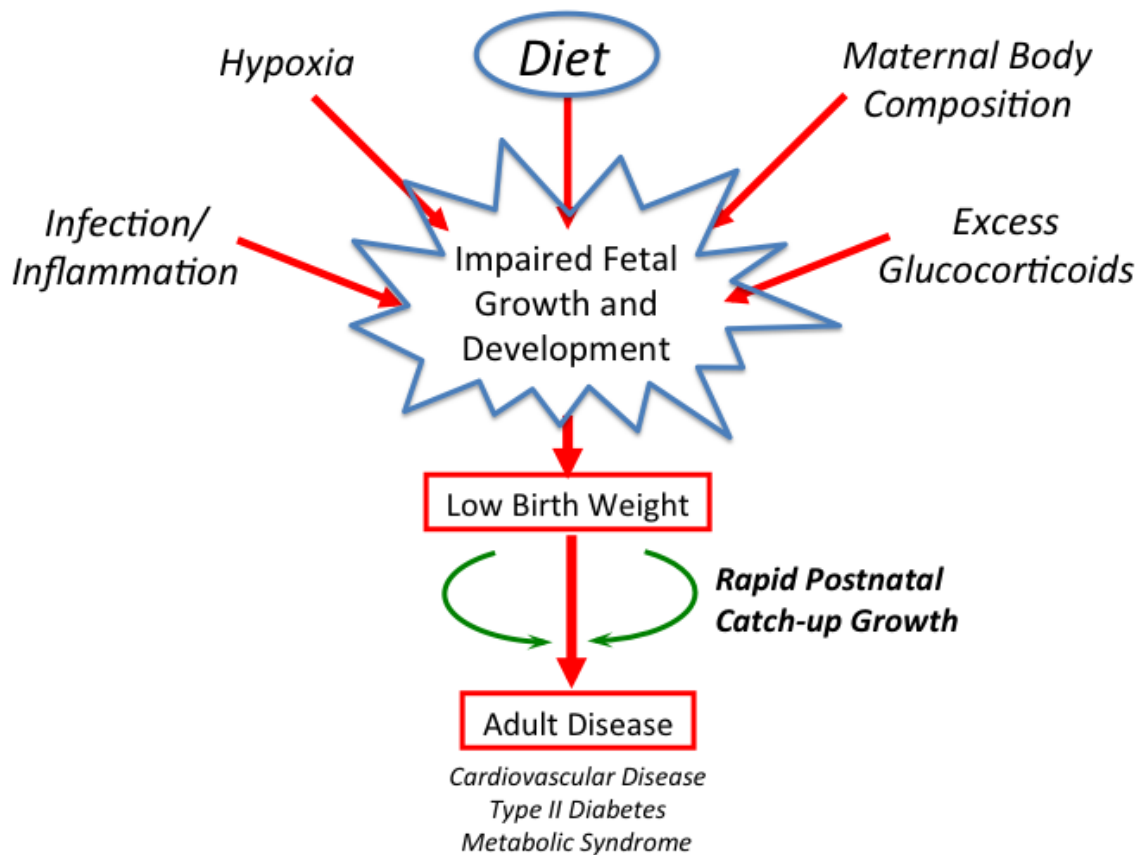 Hypoxia
Diet
Maternal Body
Composition
Infection/
Inflammation
Excess
Glucocorticoids
Impaired Fetal
Growth and
Development
Low Birth Weight
Rapid Postnatal
Catch-up Growth
Adult Disease
Cardiovascular Disease
Type II Diabetes
Metabolic Syndrome